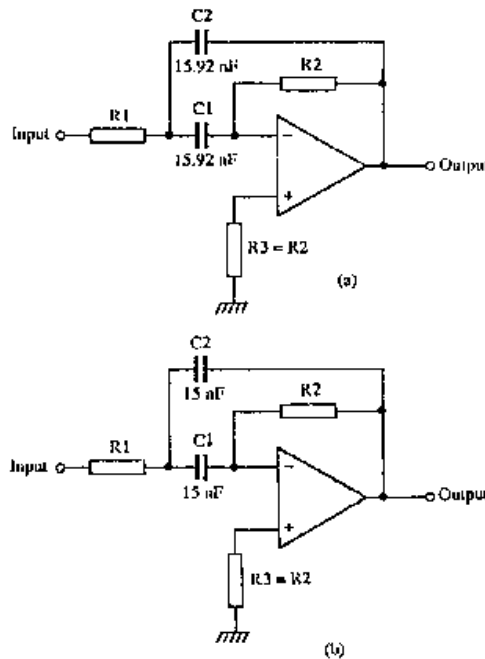 C2
15.92 nF
R2
R1
C1
Input
−
15.92 nF
Output
+
R3 = R2
(a)
C2
15 nF
R2
R1
C1
Input
−
15 nF
Output
+
R3 = R2
(b)